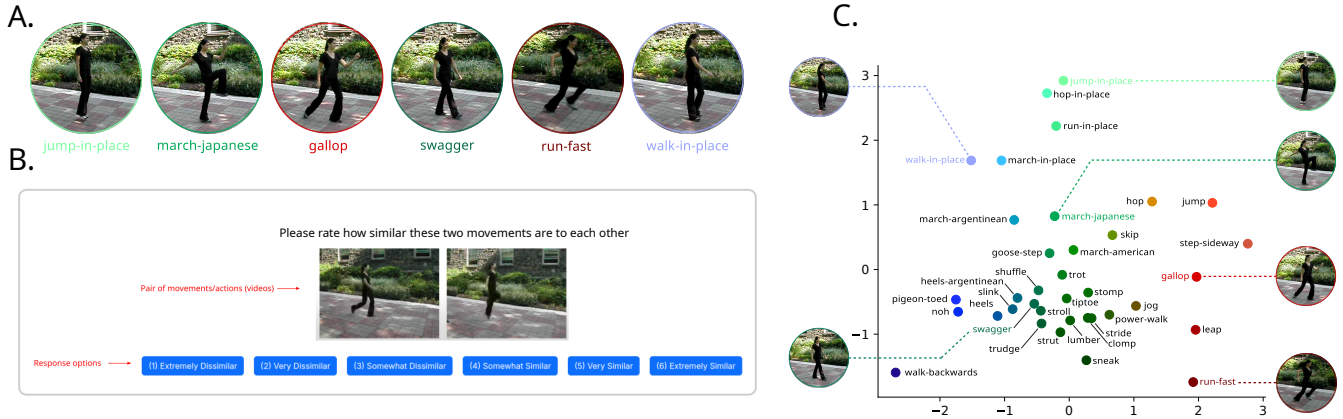 A.
jump-in-place
march-japanese
gallop
swagger
run-fast
walk-in-place
B.
Please rate how similar these two movements are to each other
Pair of movements/actions (videos)
Response options
(1) Extremely Dissimilar
(2) Very Dissimilar
(3) Somewhat Dissimilar
(4) Somewhat Similar
(5) Very Similar
(6) Extremely Similar
C.
3
2
1
0
−1
−2
−1
0
1
2
3
jump-in-place
hop-in-place
run-in-place
walk-in-place
march-in-place
hop
jump
march-argentinean
march-japanese
skip
step-sideway
goose-step
march-american
shuffle
trot
gallop
heels-argentinean
slink
stomp
pigeon-toed
heels
tiptoe
jog
noh
stroll
power-walk
swagger
stride
leap
trudge
strut
lumber
clomp
sneak
walk-backwards
run-fast